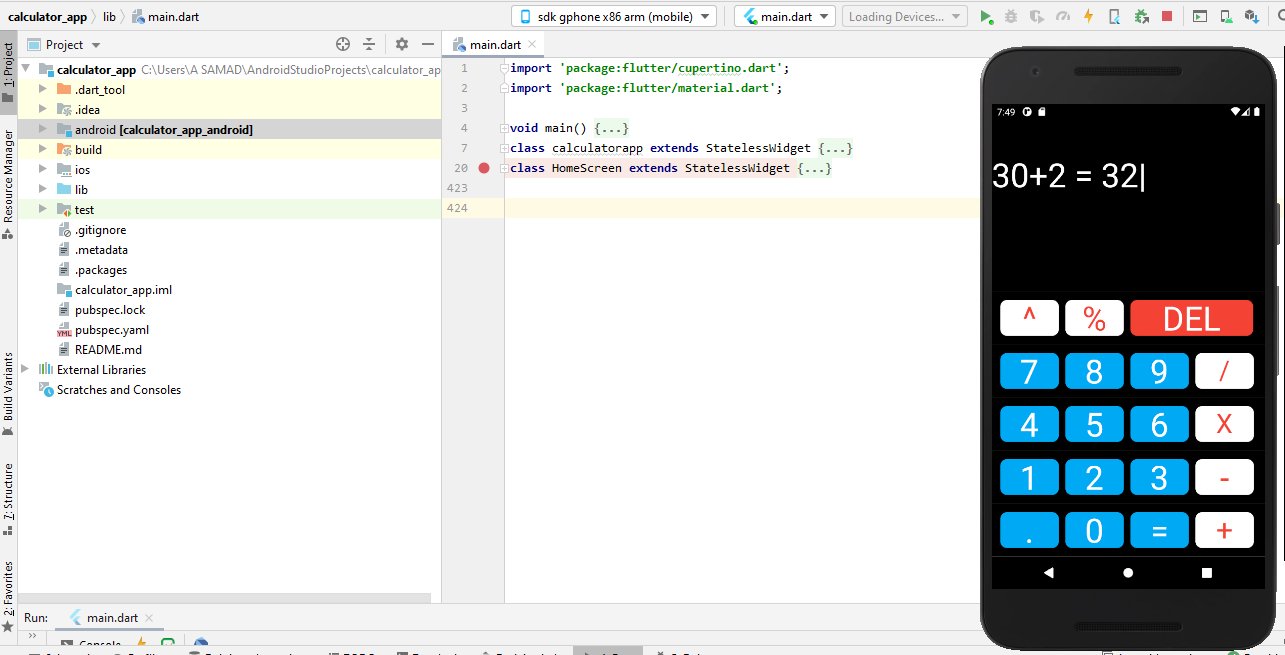 calculator_app lib main.dart
sdk gphone x86 arm (mobile) main.dart Loading Devices...
Project
main.dart
1: Project
Resource Manager
Build Variants
7: Structure
2: Favorites
calculator_app C:\Users\A SAMAD\AndroidStudioProjects\calculator_ap
.dart_tool
.idea
android [calculator_app_android]
build
ios
lib
test
.gitignore
.metadata
.packages
calculator_app.iml
pubspec.lock
pubspec.yaml
README.md
External Libraries
Scratches and Consoles
1 import 'package:flutter/cupertino.dart';
2 import 'package:flutter/material.dart';
3
4 void main() {...}
7 class calculatorapp extends StatelessWidget {...}
20 class HomeScreen extends StatelessWidget {...}
423
424
7:49
30+2 = 32
^ % DEL
7 8 9 /
4 5 6 X
1 2 3 -
. 0 = +
Run: main.dart
Console